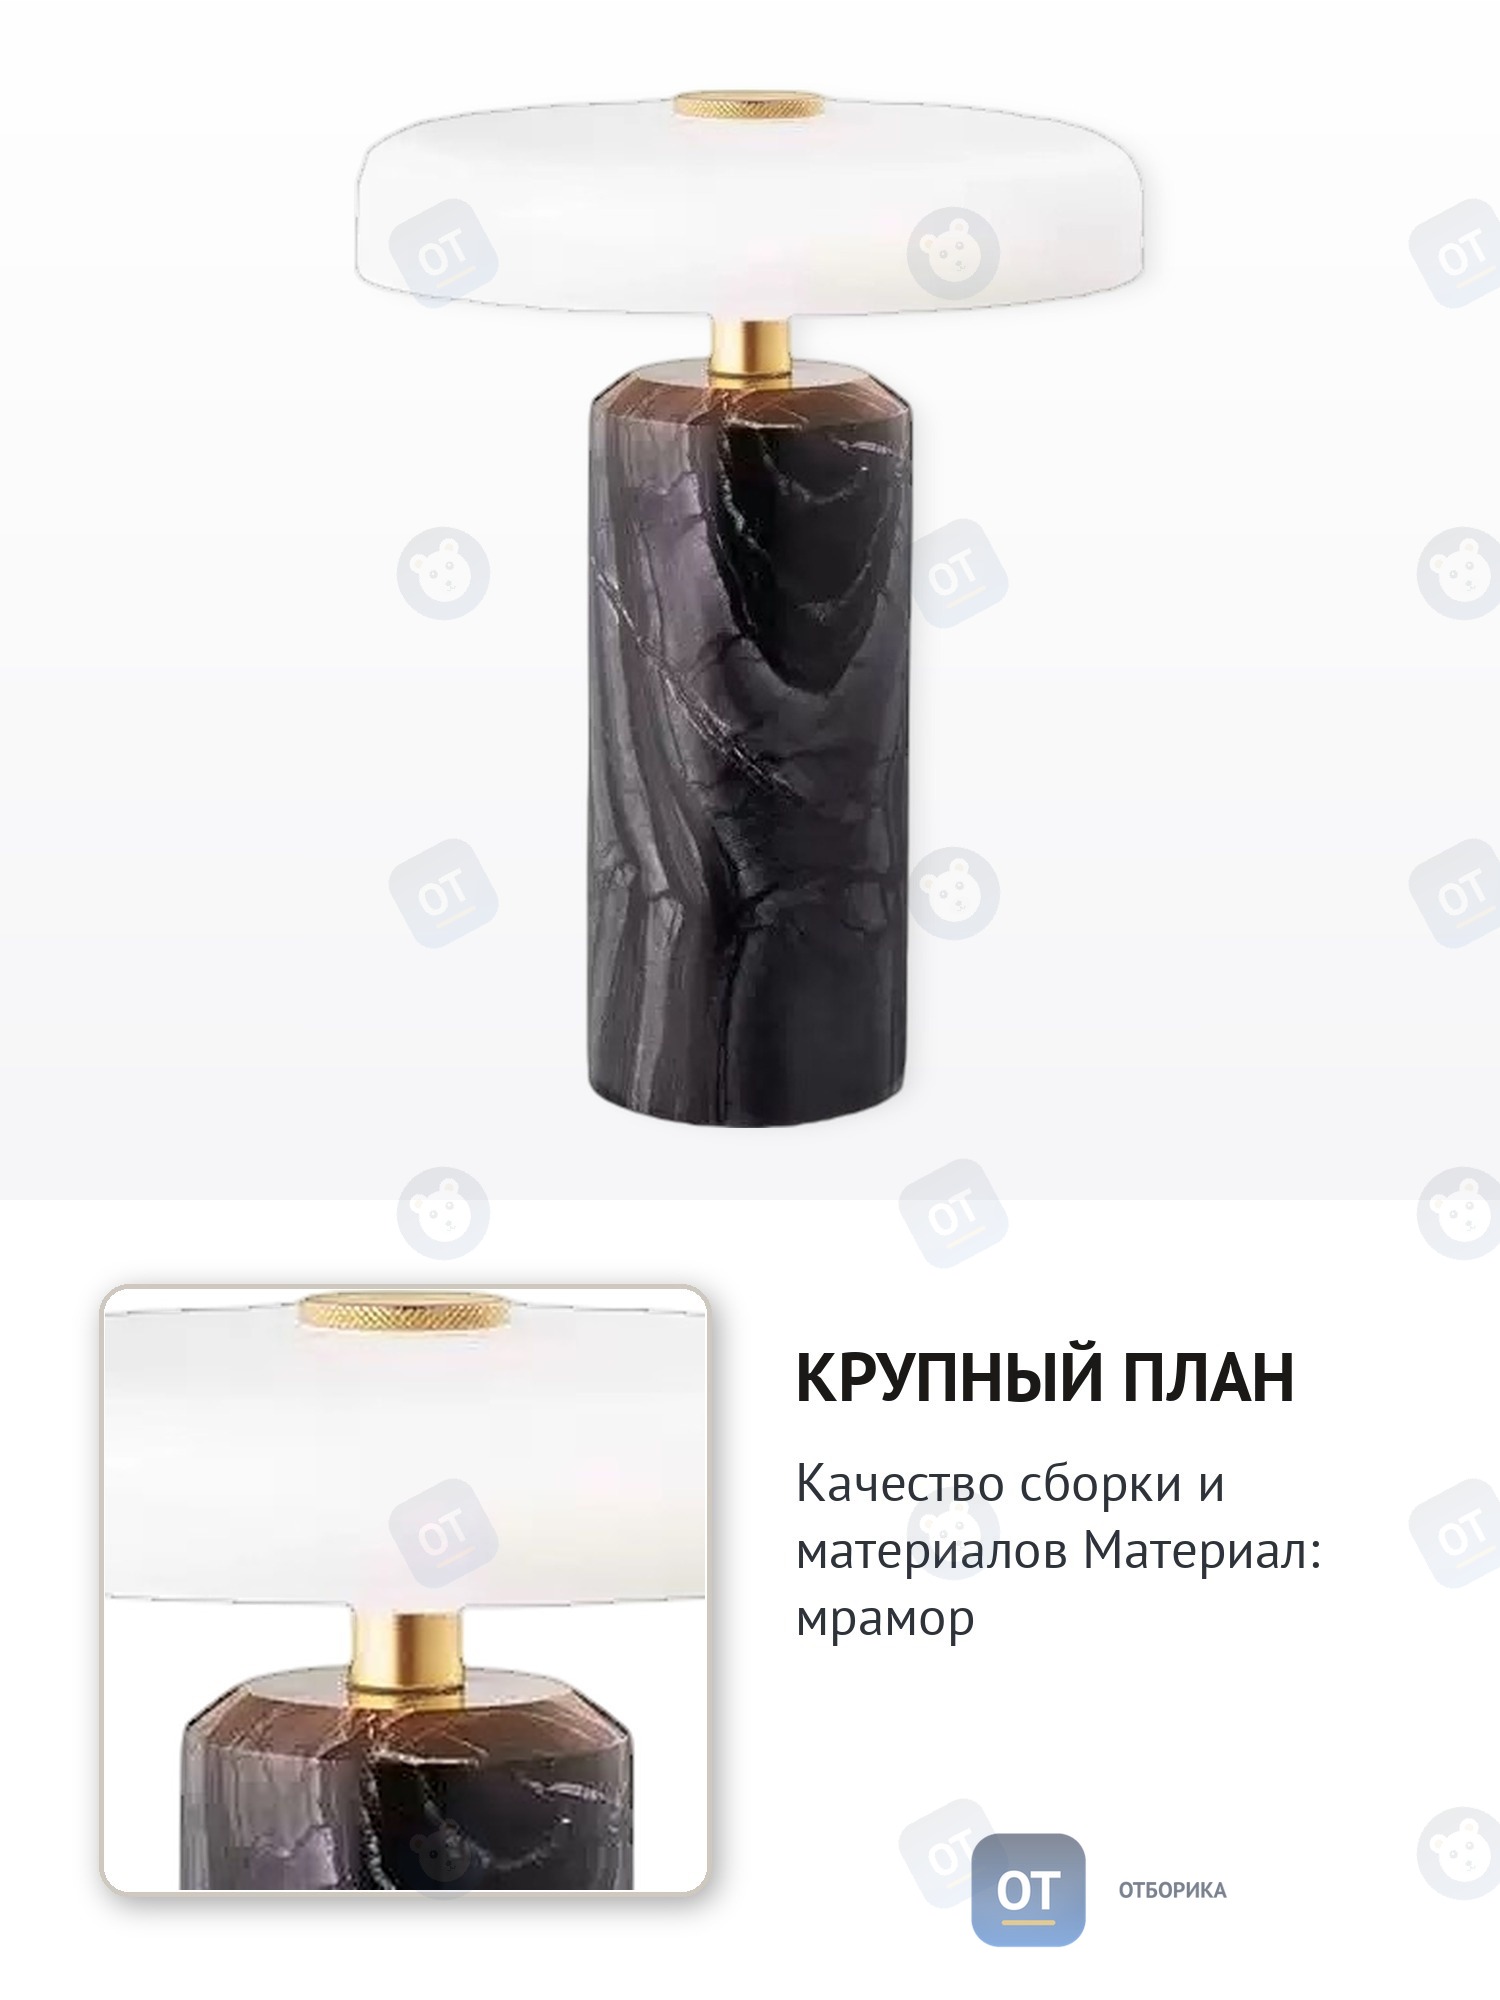 КРУПНЫЙ ПЛАН
Качество сборки и
материалов Материал:
мрамор
ОТ
ОТБОРИКА